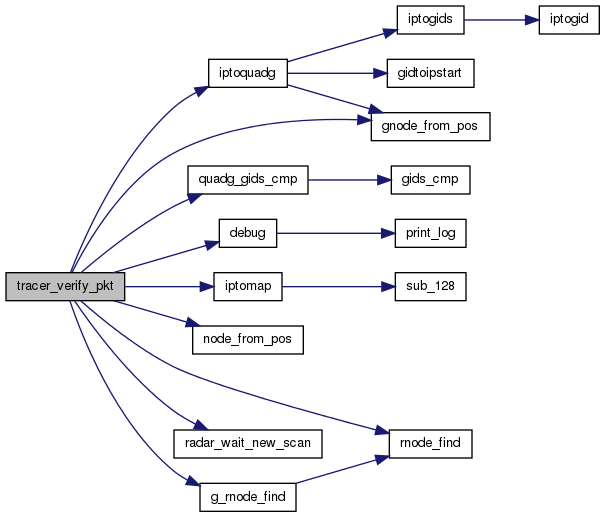 iptogids
iptogid
iptoquadg
gidtoipstart
gnode_from_pos
quadg_gids_cmp
gids_cmp
debug
print_log
tracer_verify_pkt
iptomap
sub_128
node_from_pos
radar_wait_new_scan
rnode_find
g_rnode_find